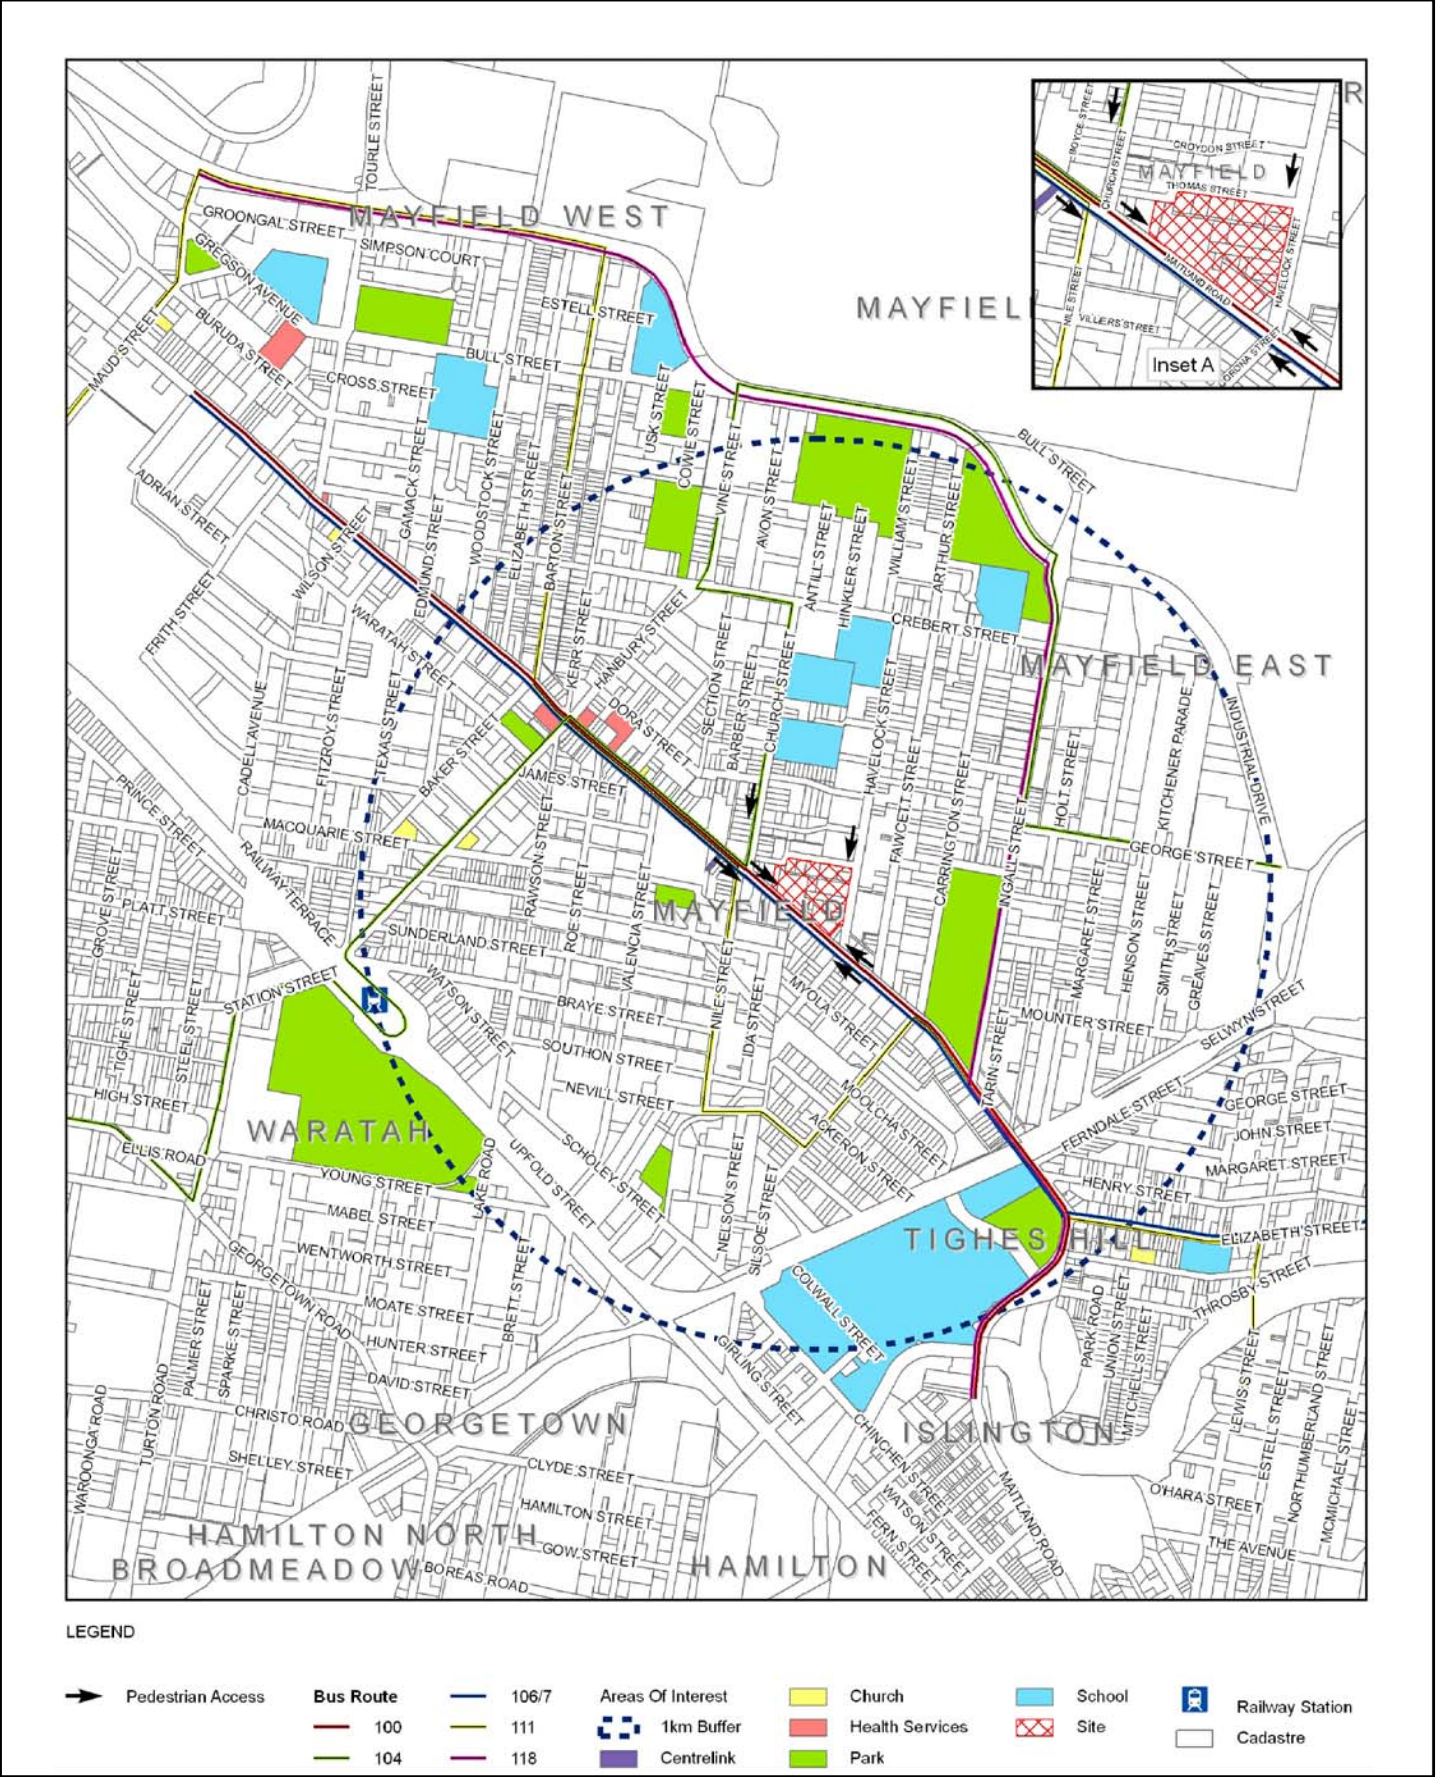 TOURLE STREET
R
BOYCE STREET
CHURCH STREET
CROYDON STREET
MAYFIELD
THOMAS STREET
HAVELOCK STREET
MAITLAND ROAD
NILE STREET
VILLIERS STREET
CORONA STREET
Inset A
MAYFIELD WEST
GROONGAL STREET
SIMPSON COURT
GREGSON AVENUE
ESTELL STREET
MAYFIEL
BURUDA STREET
MAUD STREET
BULL STREET
CROSS STREET
USK STREET
COWIE STREET
BULL STREET
ADRIAN STREET
GAMACK STREET
WOODSTOCK STREET
ELIZABETH STREET
VINE STREET
AVON STREET
WILLIAM STREET
ARTHUR STREET
EDMUND STREET
BARTON STREET
ANTILL STREET
HINKLER STREET
WILSON STREET
FRITH STREET
WARATAH STREET
KERR STREET
HANBURY STREET
CREBERT STREET
MAYFIELD EAST
SECTION STREET
BARBER STREET
CHURCH STREET
HAVELOCK STREET
CADELL AVENUE
FITZROY STREET
TEXAS STREET
DORA STREET
BAKER STREET
JAMES STREET
FAWCETT STREET
CARRINGTON STREET
HOLT STREET
KITCHENER PARADE
INDUSTRIAL DRIVE
PRINCE STREET
MACQUARIE STREET
RAILWAY TERRACE
RAWSON STREET
ROE STREET
VALENCIA STREET
INGALL STREET
GEORGE STREET
GROVE STREET
PLATT STREET
MAYFIELD
SUNDERLAND STREET
MARGARET STREET
HENSON STREET
SMITH STREET
GREAVES STREET
STATION STREET
WATSON STREET
BRAYE STREET
NILE STREET
IDA STREET
MYOLA STREET
MOUNTER STREET
SELWYN STREET
TIGHE STREET
STEEL STREET
SOUTHON STREET
NEVILL STREET
TARIN STREET
HIGH STREET
MOOLCHA STREET
FERNDALE STREET
GEORGE STREET
WARATAH
ELLIS ROAD
ACKERON STREET
JOHN STREET
YOUNG STREET
LAKE ROAD
UPFOLD STREET
SCHOLEY STREET
NELSON STREET
SILSOE STREET
MARGARET STREET
HENRY STREET
MABEL STREET
TIGHES HILL
ELIZABETH STREET
WENTWORTH STREET
GEORGETOWN ROAD
BRETT STREET
COLWALL STREET
THROSBY STREET
PALMER STREET
SPARKE STREET
MOATE STREET
HUNTER STREET
GIRLING STREET
PARK ROAD
UNION STREET
MITCHELL STREET
DAVID STREET
WAROONGA ROAD
TURTON ROAD
CHRISTO ROAD
GEORGETOWN
ISLINGTON
CHINCHEN STREET
LEWIS STREET
ESTELL STREET
NORTHUMBERLAND STREET
MCMICHAEL STREET
SHELLEY STREET
CLYDE STREET
WATSON STREET
FERN STREET
MAITLAND ROAD
O'HARA STREET
HAMILTON STREET
HAMILTON NORTH
GOW STREET
THE AVENUE
BROADMEADOW
BOREAS ROAD
HAMILTON
LEGEND
Pedestrian Access
Bus Route
100
104
106/7
111
118
Areas Of Interest
1km Buffer
Centrelink
Church
Health Services
Park
School
Site
Railway Station
Cadastre